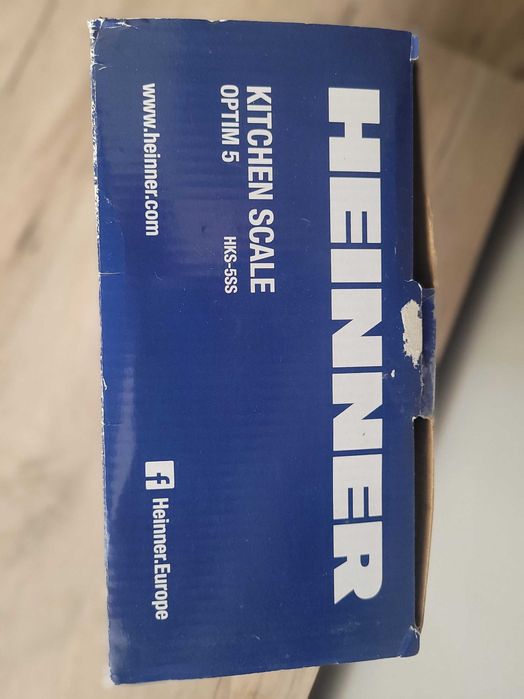 HEINNER
KITCHEN SCALE
OPTIM 5
HKS-5SS
www.heinner.com
f Heinner.Europe